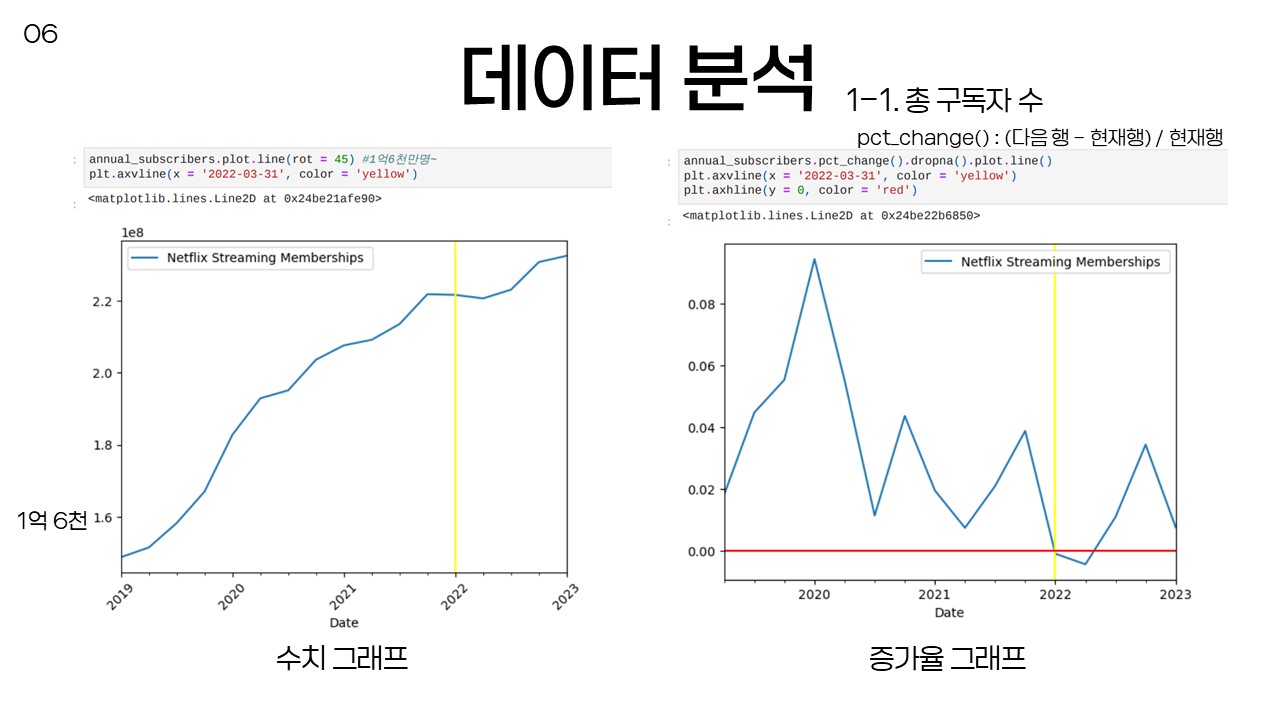 06
데이터 분석
1-1. 총 구독자 수
pct_change() : (다음 행 - 현재행) / 현재행
: annual_subscribers.plot.line(rot = 45) #1억6천만명~
plt.axvline(x = '2022-03-31', color = 'yellow')
: <matplotlib.lines.Line2D at 0x24be21afe90>
1e8
Netflix Streaming Memberships
2.2
2.0
1.8
1억 6천 1.6
2019 2020 2021 2022 2023
Date
수치 그래프
: annual_subscribers.pct_change().dropna().plot.line()
plt.axvline(x = '2022-03-31', color = 'yellow')
plt.axhline(y = 0, color = 'red')
: <matplotlib.lines.Line2D at 0x24be22b6850>
Netflix Streaming Memberships
0.08
0.06
0.04
0.02
0.00
2020 2021 2022 2023
Date
증가율 그래프